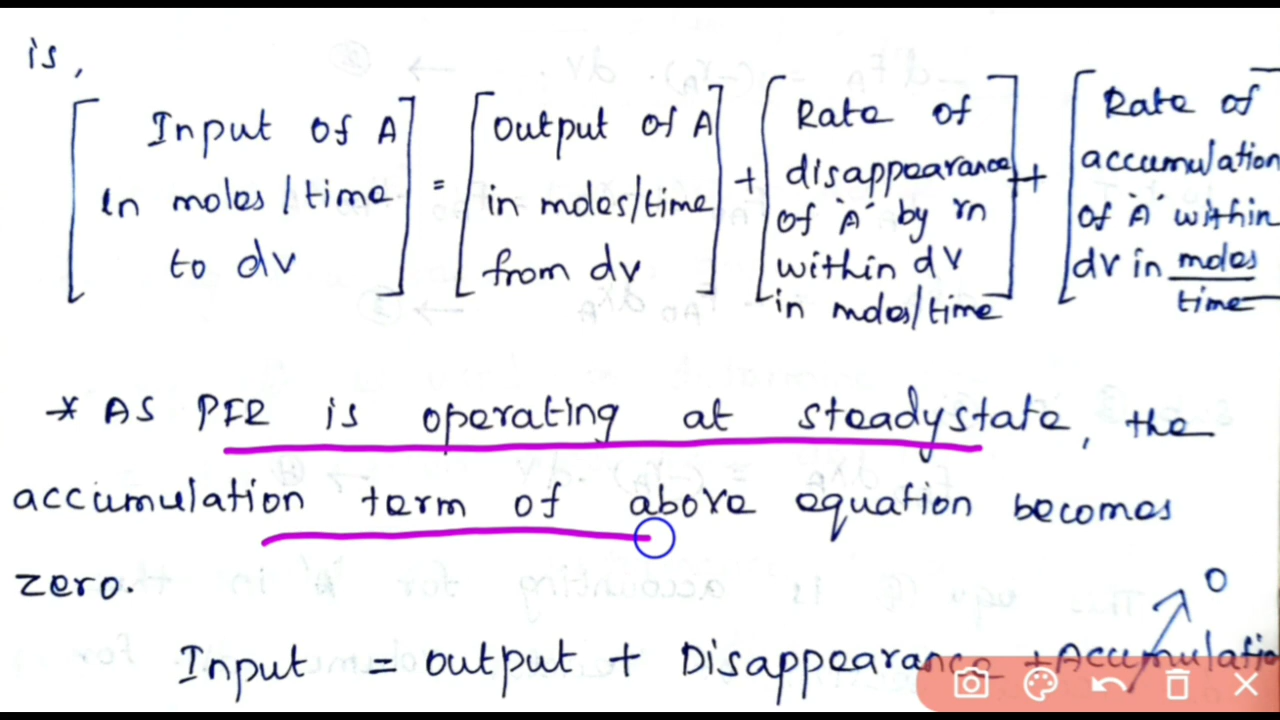 is,
[Input of A in moles/time to dv] = [output of A in moles/time from dv] + [Rate of disappearance of 'A' by rn within dv in moles/time] + [Rate of accumulation of 'A' within dv in moles/time]
* As PFR is operating at steadystate, the
accumulation term of above equation becomes
zero.
Input = output + Disappearance + Accumulation → 0